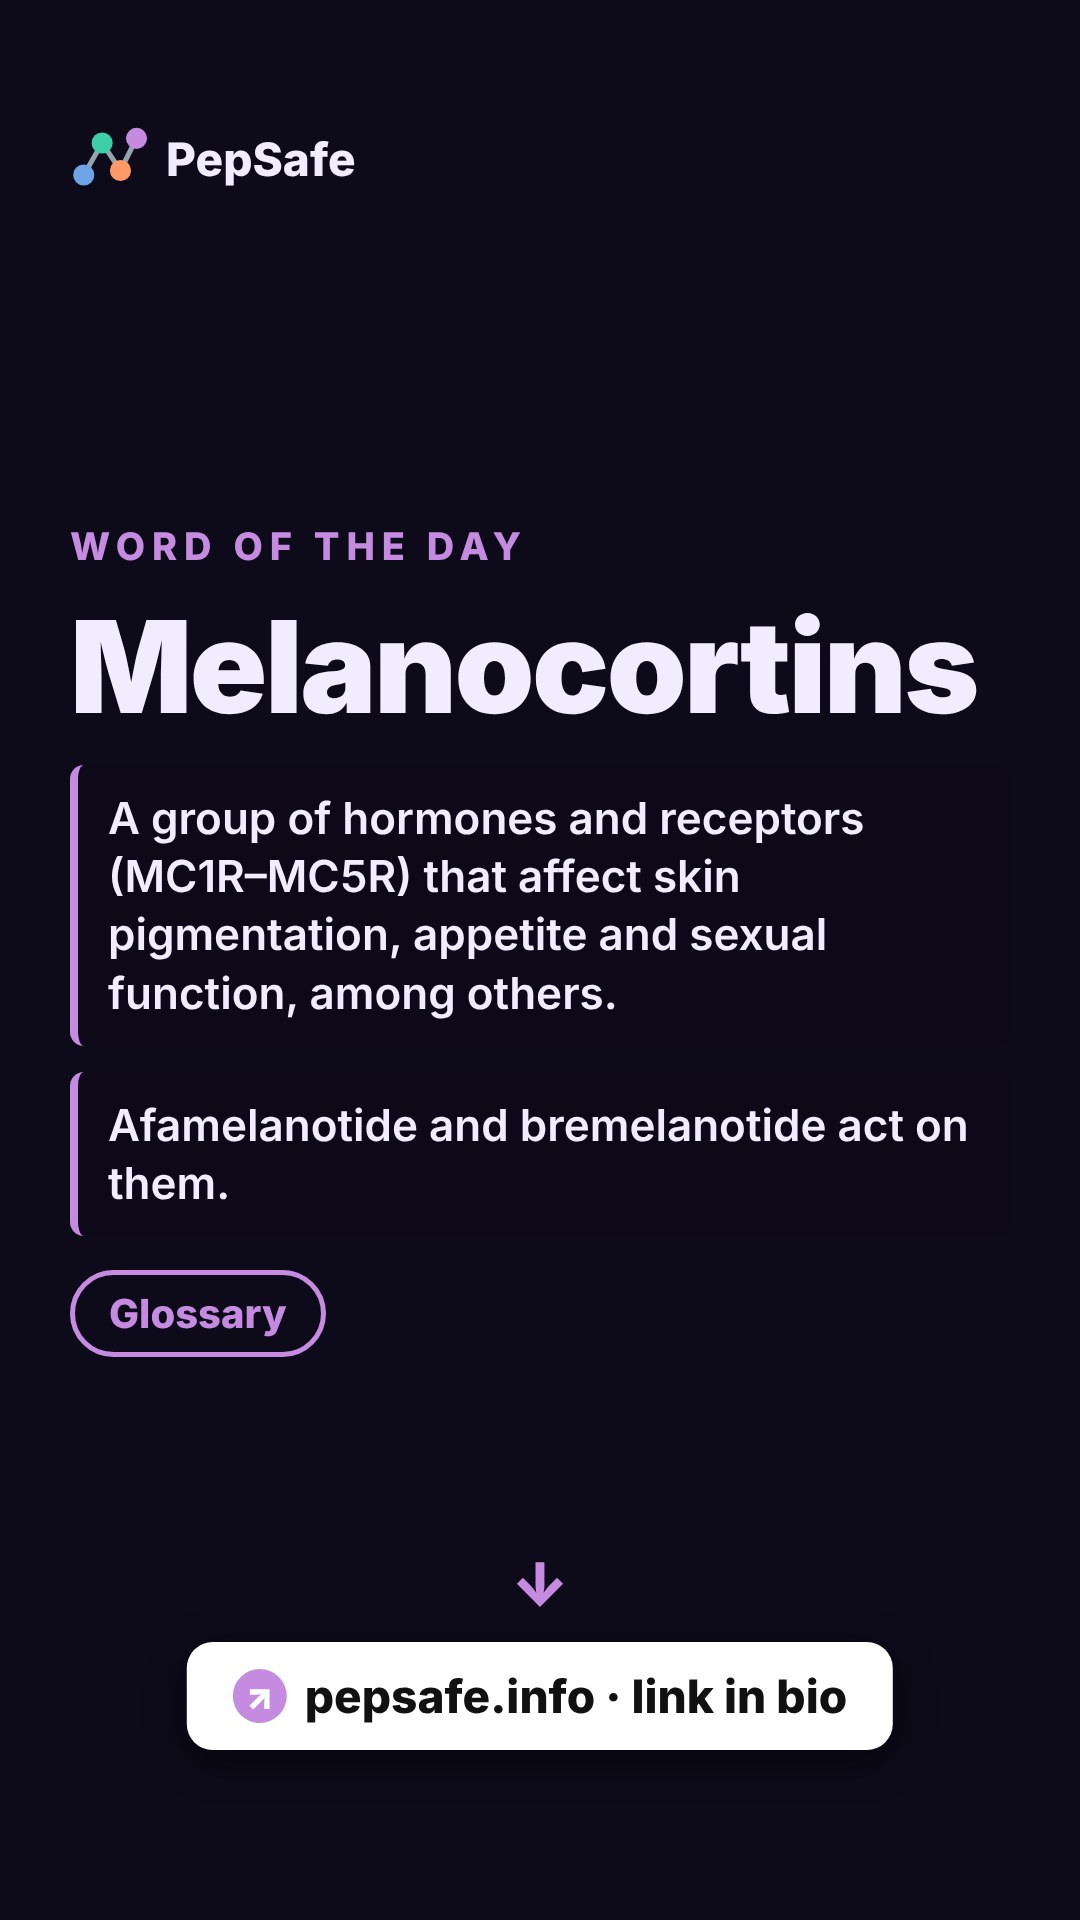 PepSafe
WORD OF THE DAY
Melanocortins
A group of hormones and receptors
(MC1R–MC5R) that affect skin
pigmentation, appetite and sexual
function, among others.
Afamelanotide and bremelanotide act on
them.
Glossary
pepsafe.info · link in bio